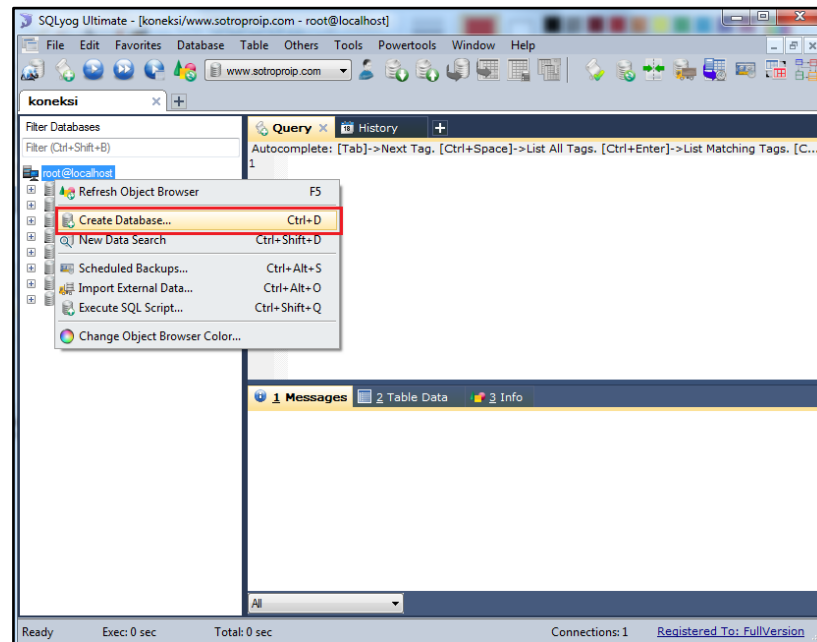 SQLyog Ultimate - [koneksi/www.sotroproip.com - root@localhost]
File Edit Favorites Database Table Others Tools Powertools Window Help
www.sotroproip.com
koneksi
Filter Databases
Filter (Ctrl+Shift+B)
root@localhost
Refresh Object Browser F5
Create Database... Ctrl+D
New Data Search Ctrl+Shift+D
Scheduled Backups... Ctrl+Alt+S
Import External Data... Ctrl+Alt+O
Execute SQL Script... Ctrl+Shift+Q
Change Object Browser Color...
Query History
Autocomplete: [Tab]->Next Tag. [Ctrl+Space]->List All Tags. [Ctrl+Enter]->List Matching Tags. [C...
1
1 Messages 2 Table Data 3 Info
All
Ready Exec: 0 sec Total: 0 sec Connections: 1 Registered To: FullVersion